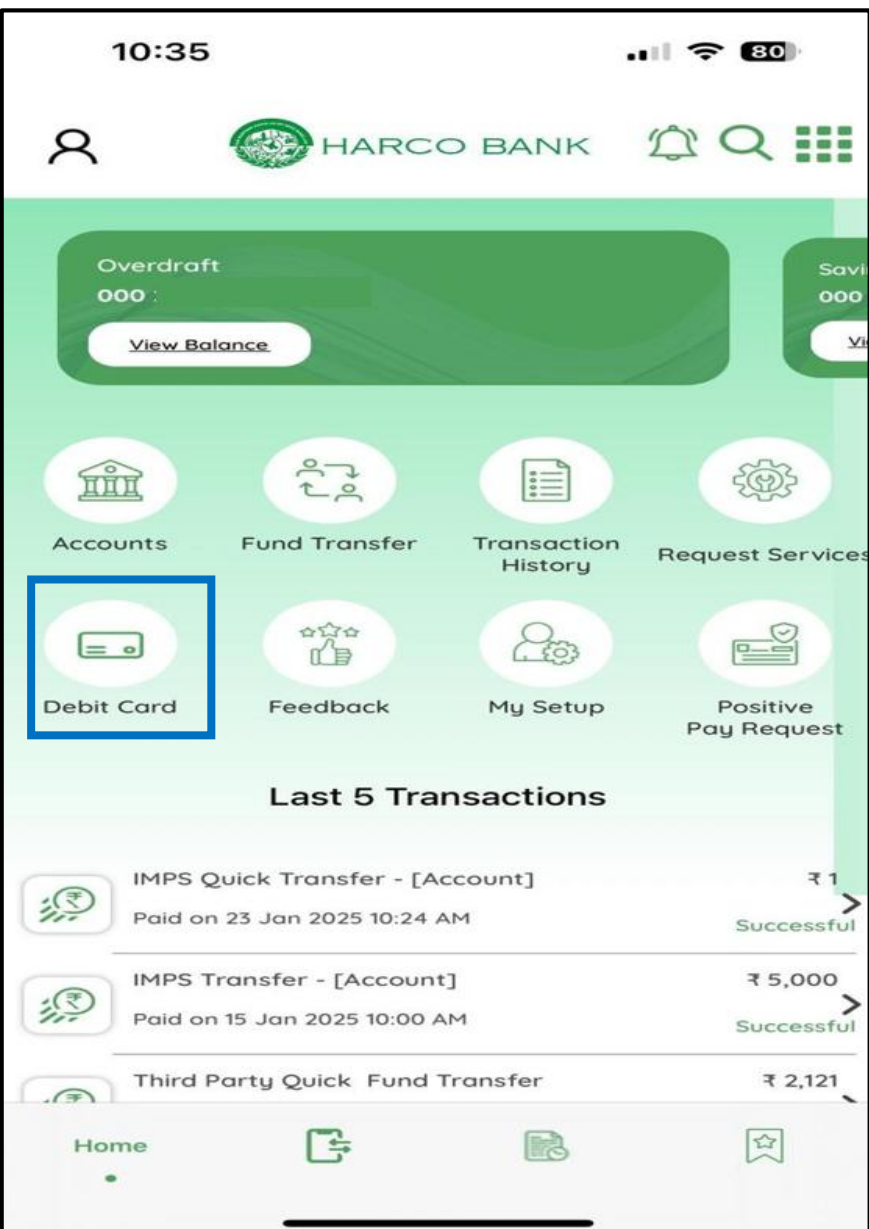 10:35
80
HARCO BANK
Overdraft
000 :
View Balance
Savi
000
Vi
Accounts
Fund Transfer
Transaction
History
Request Services
Debit Card
Feedback
My Setup
Positive
Pay Request
Last 5 Transactions
IMPS Quick Transfer - [Account]
₹ 1
Paid on 23 Jan 2025 10:24 AM
Successful
IMPS Transfer - [Account]
₹ 5,000
Paid on 15 Jan 2025 10:00 AM
Successful
Third Party Quick Fund Transfer
₹ 2,121
Home